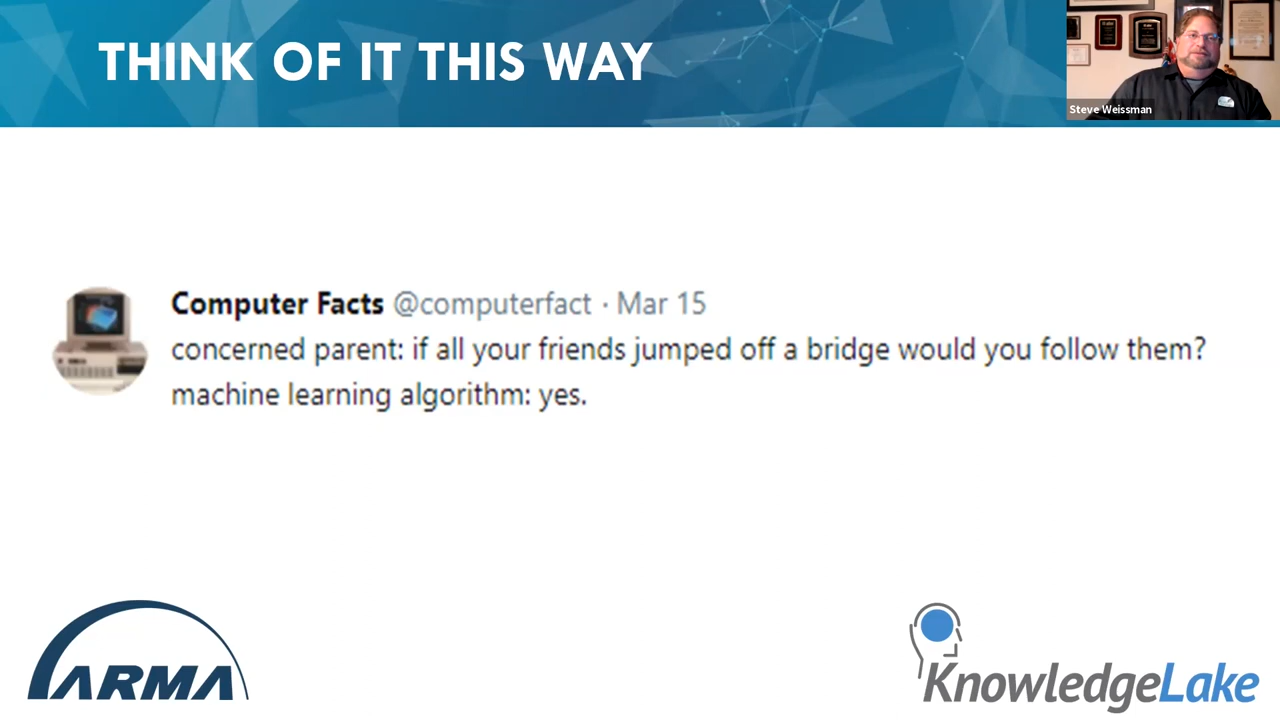 THINK OF IT THIS WAY
Steve Weissman
Computer Facts @computerfact · Mar 15
concerned parent: if all your friends jumped off a bridge would you follow them?
machine learning algorithm: yes.
ARMA
KnowledgeLake